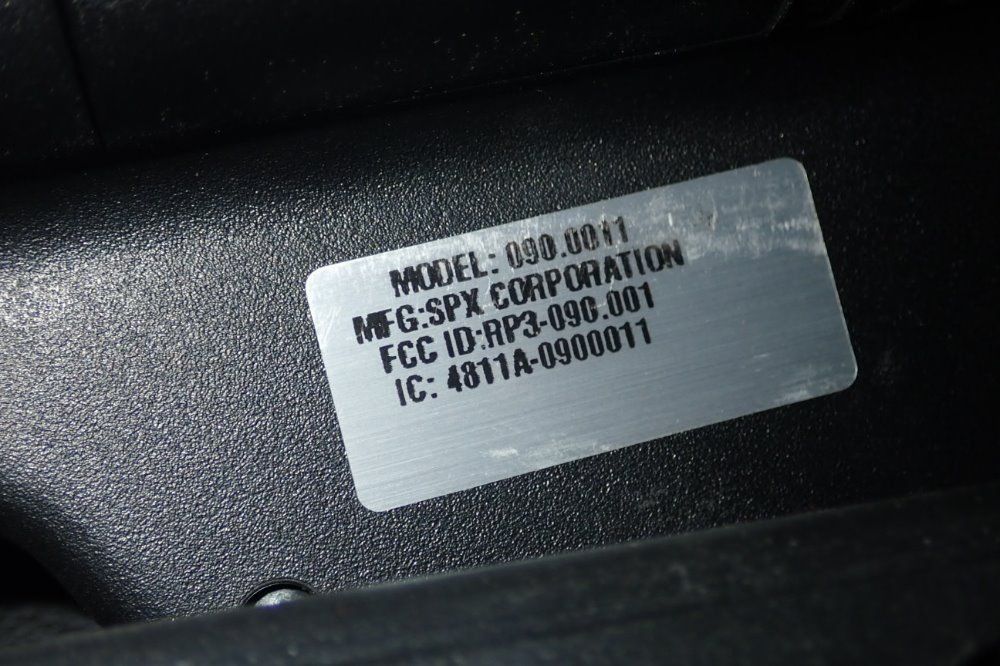 MODEL: 090.0011
MFG:SPX CORPORATION
FCC ID:RP3-090.001
IC: 4811A-0900011